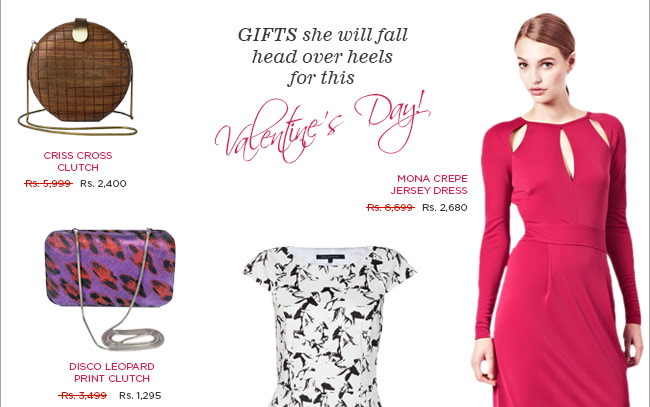 GIFTS she will fall
head over heels
for this
Valentine's Day!
CRISS CROSS
CLUTCH
Rs. 5,999 Rs. 2,400
MONA CREPE
JERSEY DRESS
Rs. 6,699 Rs. 2,680
DISCO LEOPARD
PRINT CLUTCH
Rs. 3,499 Rs. 1,295